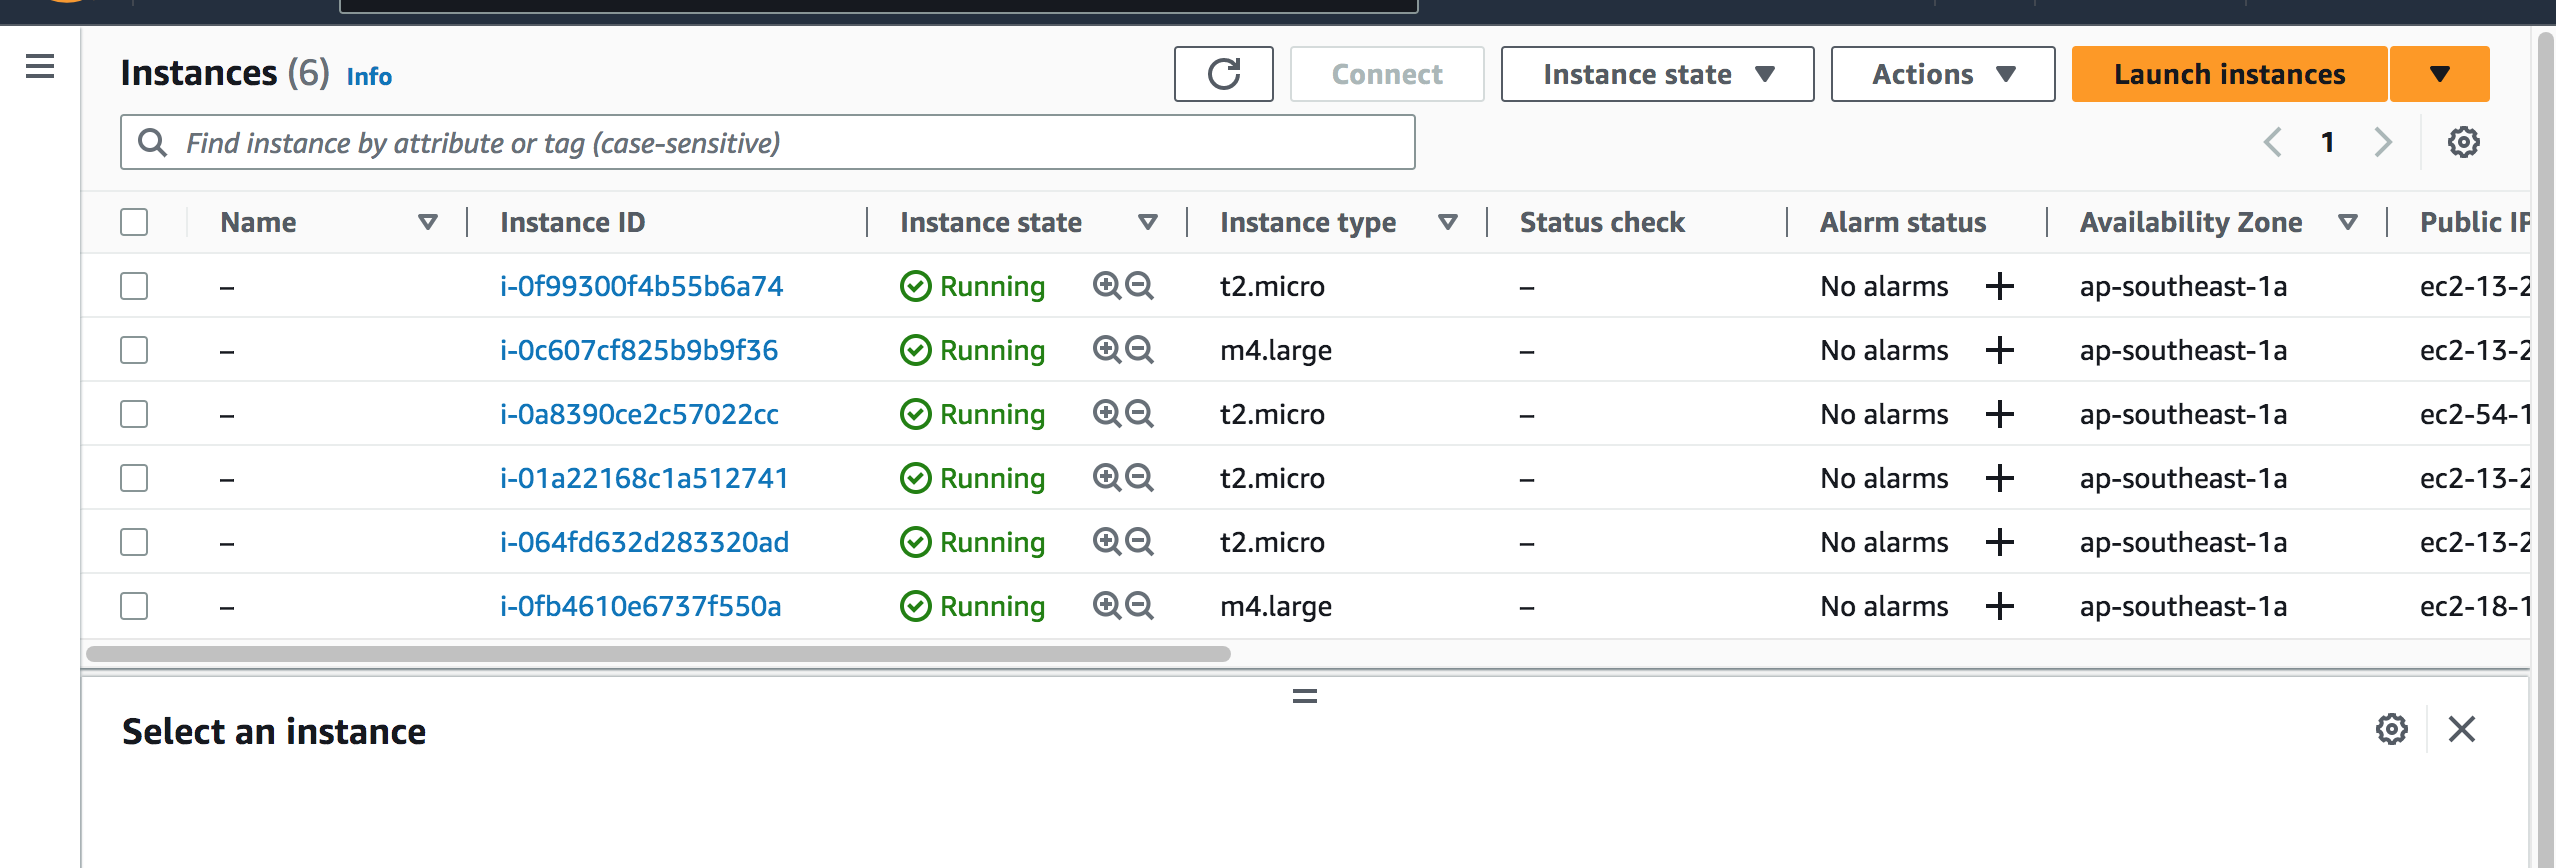 Instances (6) Info Connect Instance state Actions Launch instances
Find instance by attribute or tag (case-sensitive) 1
Name Instance ID Instance state Instance type Status check Alarm status Availability Zone Public IP
– i-0f99300f4b55b6a74 Running t2.micro – No alarms ap-southeast-1a ec2-13-2
– i-0c607cf825b9b9f36 Running m4.large – No alarms ap-southeast-1a ec2-13-2
– i-0a8390ce2c57022cc Running t2.micro – No alarms ap-southeast-1a ec2-54-1
– i-01a22168c1a512741 Running t2.micro – No alarms ap-southeast-1a ec2-13-2
– i-064fd632d283320ad Running t2.micro – No alarms ap-southeast-1a ec2-13-2
– i-0fb4610e6737f550a Running m4.large – No alarms ap-southeast-1a ec2-18-1
Select an instance